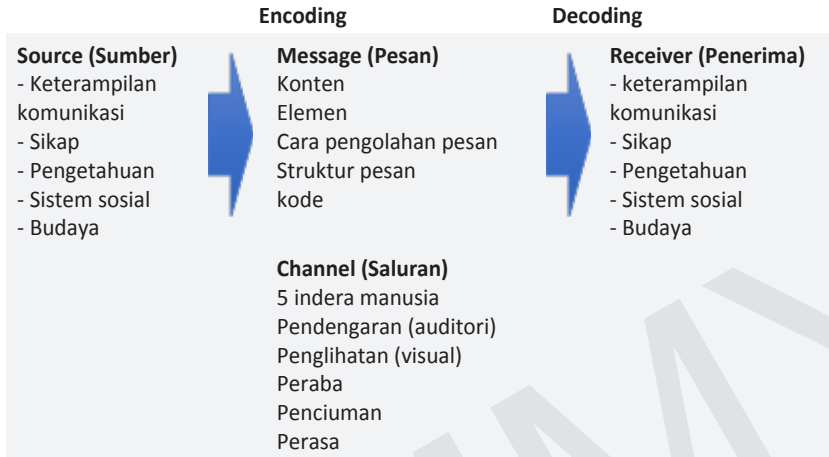 Encoding
Decoding
Source (Sumber)
- Keterampilan
komunikasi
- Sikap
- Pengetahuan
- Sistem sosial
- Budaya
Message (Pesan)
Konten
Elemen
Cara pengolahan pesan
Struktur pesan
kode
Channel (Saluran)
5 indera manusia
Pendengaran (auditori)
Penglihatan (visual)
Peraba
Penciuman
Perasa
Receiver (Penerima)
- keterampilan
komunikasi
- Sikap
- Pengetahuan
- Sistem sosial
- Budaya